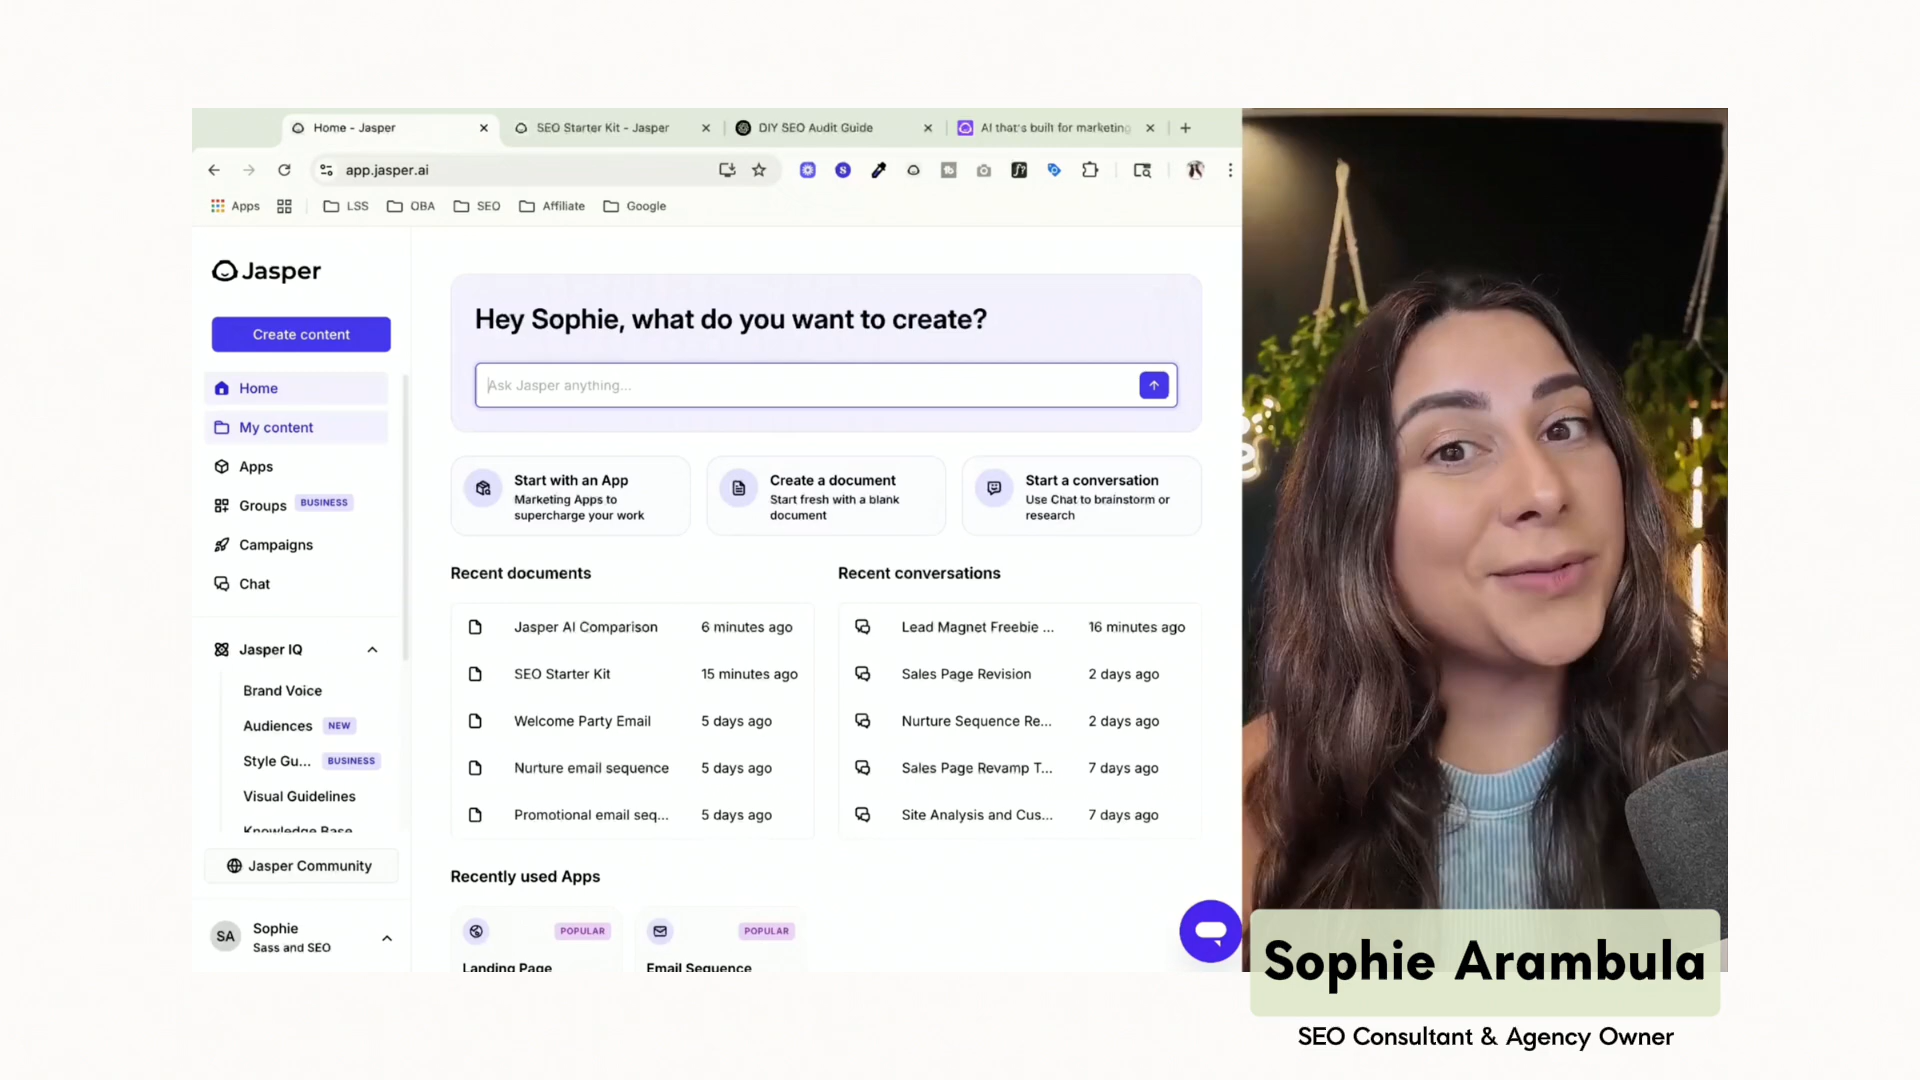 Home - Jasper
SEO Starter Kit - Jasper
DIY SEO Audit Guide
AI that's built for marketing
app.jasper.ai
Apps
LSS
OBA
SEO
Affiliate
Google
Jasper
Create content
Home
My content
Apps
Groups BUSINESS
Campaigns
Chat
Jasper IQ
Brand Voice
Audiences NEW
Style Gu... BUSINESS
Visual Guidelines
Knowledge Base
Jasper Community
SA
Sophie
Sass and SEO
Hey Sophie, what do you want to create?
Ask Jasper anything...
Start with an App
Marketing Apps to
supercharge your work
Create a document
Start fresh with a blank
document
Start a conversation
Use Chat to brainstorm or
research
Recent documents
Jasper AI Comparison 6 minutes ago
SEO Starter Kit 15 minutes ago
Welcome Party Email 5 days ago
Nurture email sequence 5 days ago
Promotional email seq... 5 days ago
Recent conversations
Lead Magnet Freebie ... 16 minutes ago
Sales Page Revision 2 days ago
Nurture Sequence Re... 2 days ago
Sales Page Revamp T... 7 days ago
Site Analysis and Cus... 7 days ago
Recently used Apps
POPULAR
Landing Page
POPULAR
Email Sequence
Sophie Arambula
SEO Consultant & Agency Owner